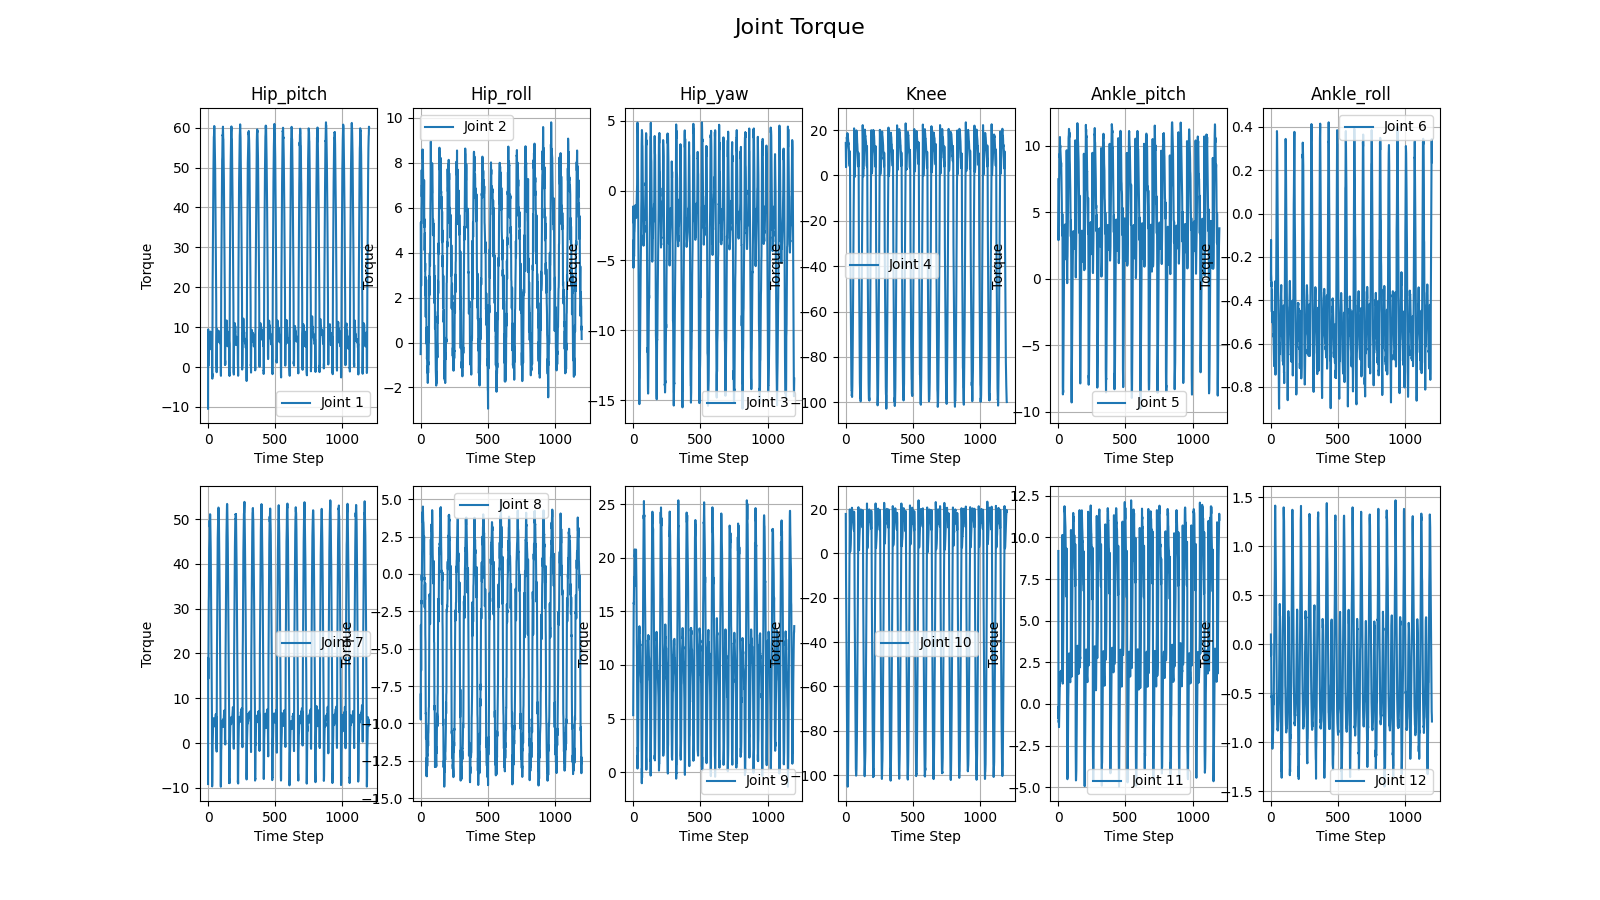 Joint Torque
Hip_pitch
Hip_roll
Hip_yaw
Knee
Ankle_pitch
Ankle_roll
60
50
40
30
20
10
0
−10
Torque
Joint 1
0 500 1000
Time Step
10
8
6
4
2
0
−2
Torque
Joint 2
0 500 1000
Time Step
5
0
−5
−10
−15
Torque
Joint 3
0 500 1000
Time Step
20
0
−20
−40
−60
−80
−100
Torque
Joint 4
0 500 1000
Time Step
10
5
0
−5
−10
Torque
Joint 5
0 500 1000
Time Step
0.4
0.2
0.0
−0.2
−0.4
−0.6
−0.8
Torque
Joint 6
0 500 1000
Time Step
50
40
30
20
10
0
−10
Torque
Joint 7
0 500 1000
Time Step
5.0
2.5
0.0
−2.5
−5.0
−7.5
−10.0
−12.5
−15.0
Torque
Joint 8
0 500 1000
Time Step
25
20
15
10
5
0
Torque
Joint 9
0 500 1000
Time Step
20
0
−20
−40
−60
−80
−100
Torque
Joint 10
0 500 1000
Time Step
12.5
10.0
7.5
5.0
2.5
0.0
−2.5
−5.0
Torque
Joint 11
0 500 1000
Time Step
1.5
1.0
0.5
0.0
−0.5
−1.0
−1.5
Torque
Joint 12
0 500 1000
Time Step